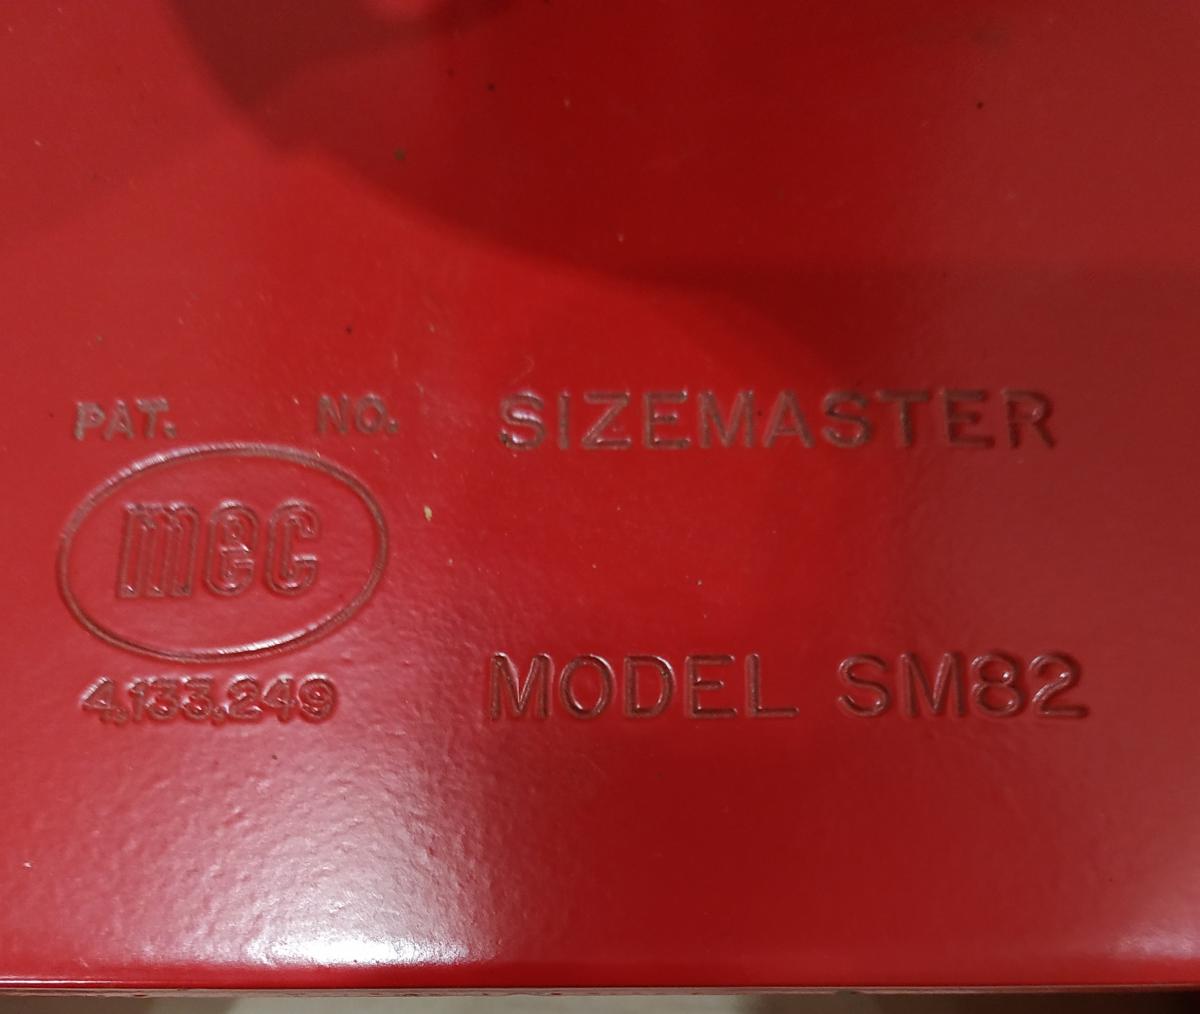 PAT. NO.
mec
4,133,249
SIZEMASTER
MODEL SM82